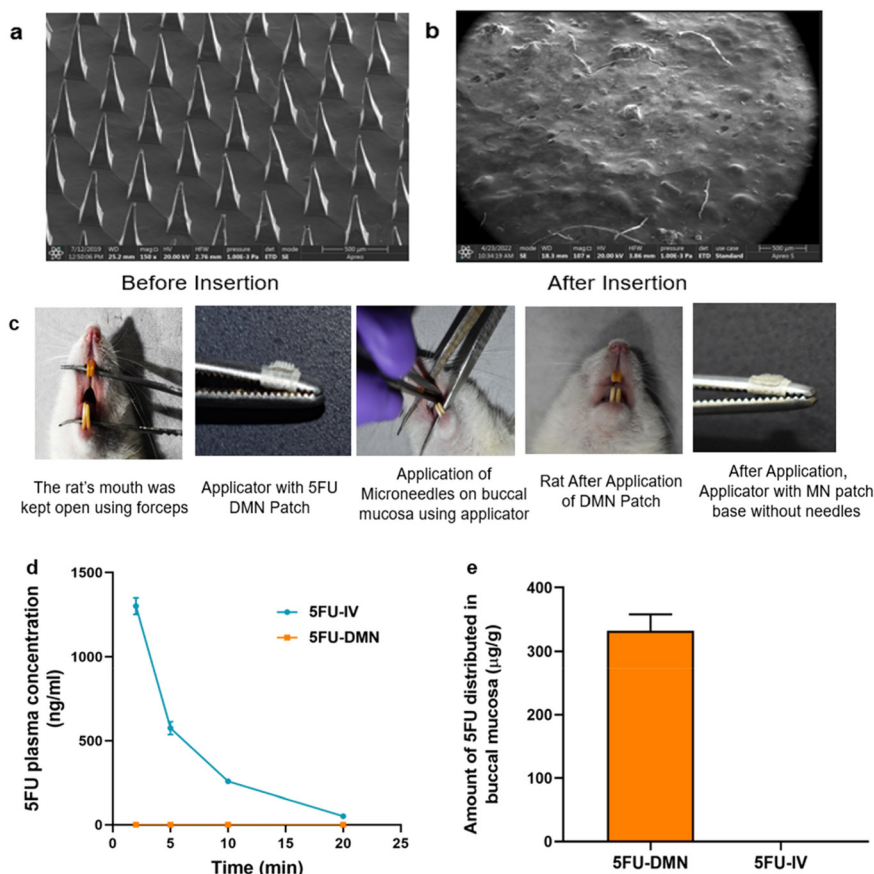 a
b
7/12/2019 WD mag HV HFW pressure det mode
12:50:06 PM 25.2 mm 150 x 20.00 kV 2.76 mm 1.00E-3 Pa ETD SE
500 µm
Apreo
4/23/2022 WD mag HV HFW pressure det use case
10:34:19 AM SE 18.3 mm 107 x 20.00 kV 3.86 mm 1.00E-3 Pa ETD Standard
500 µm
Apreo S
Before Insertion
After Insertion
c
The rat's mouth was
kept open using forceps
Applicator with 5FU
DMN Patch
Application of
Microneedles on buccal
mucosa using applicator
Rat After Application
of DMN Patch
After Application,
Applicator with MN patch
base without needles
d
5FU plasma concentration
(ng/ml)
1500
1000
500
0
0 5 10 15 20 25
Time (min)
5FU-IV
5FU-DMN
e
Amount of 5FU distributed in
buccal mucosa (µg/g)
400
300
200
100
0
5FU-DMN 5FU-IV